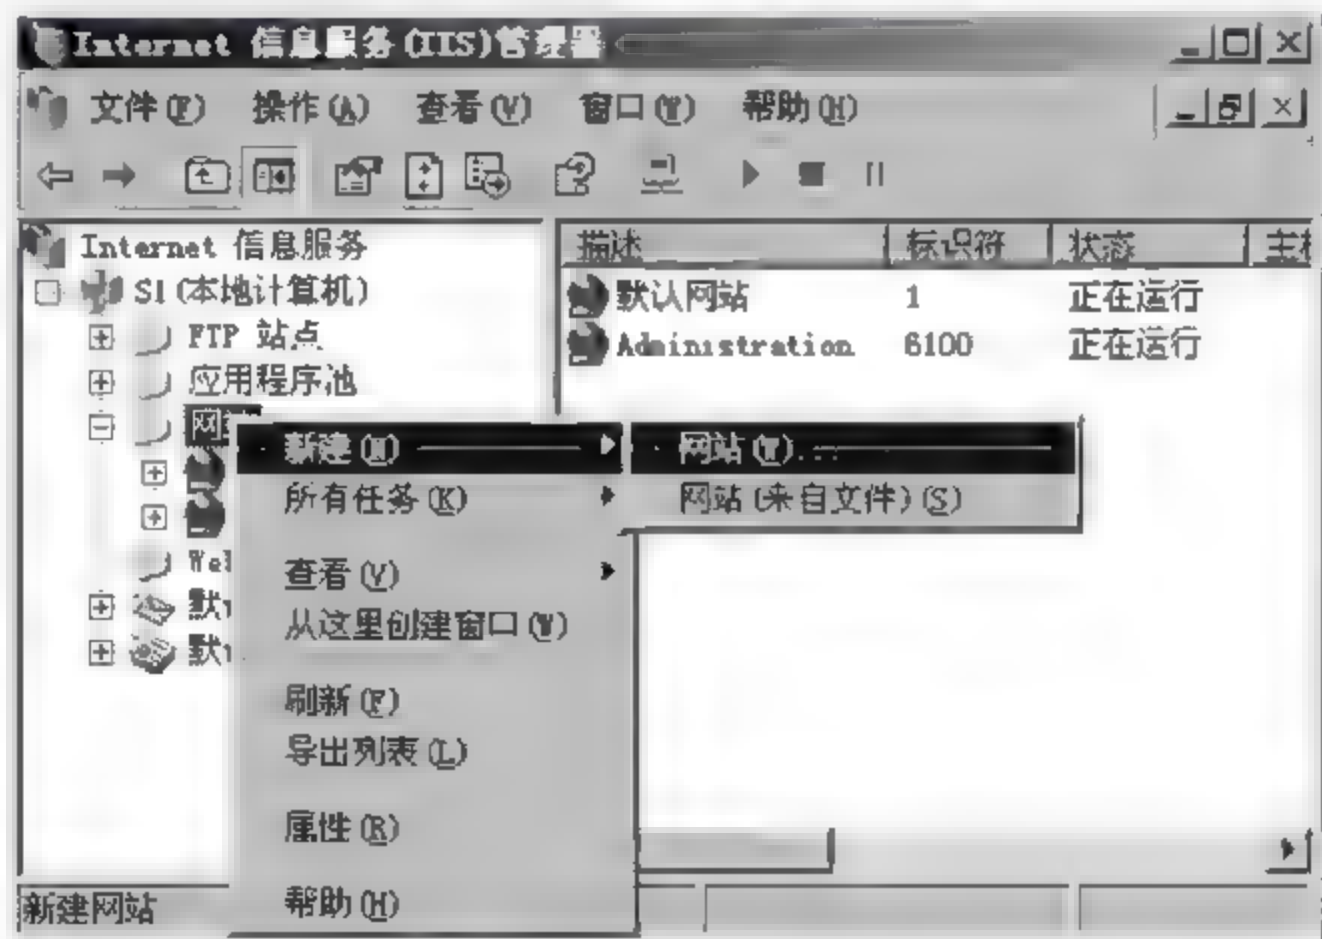 Internet 信息服务(IIS)管理器
文件(F) 操作(A) 查看(V) 窗口(W) 帮助(H)
Internet 信息服务
SI(本地计算机)
FTP 站点
应用程序池
描述 标识符 状态
默认网站 1 正在运行
Administration 6100 正在运行
新建(N)
所有任务(K)
查看(V)
从这里创建窗口(W)
刷新(F)
导出列表(L)
属性(R)
帮助(H)
网站(W)...
网站(来自文件)(S)
新建网站